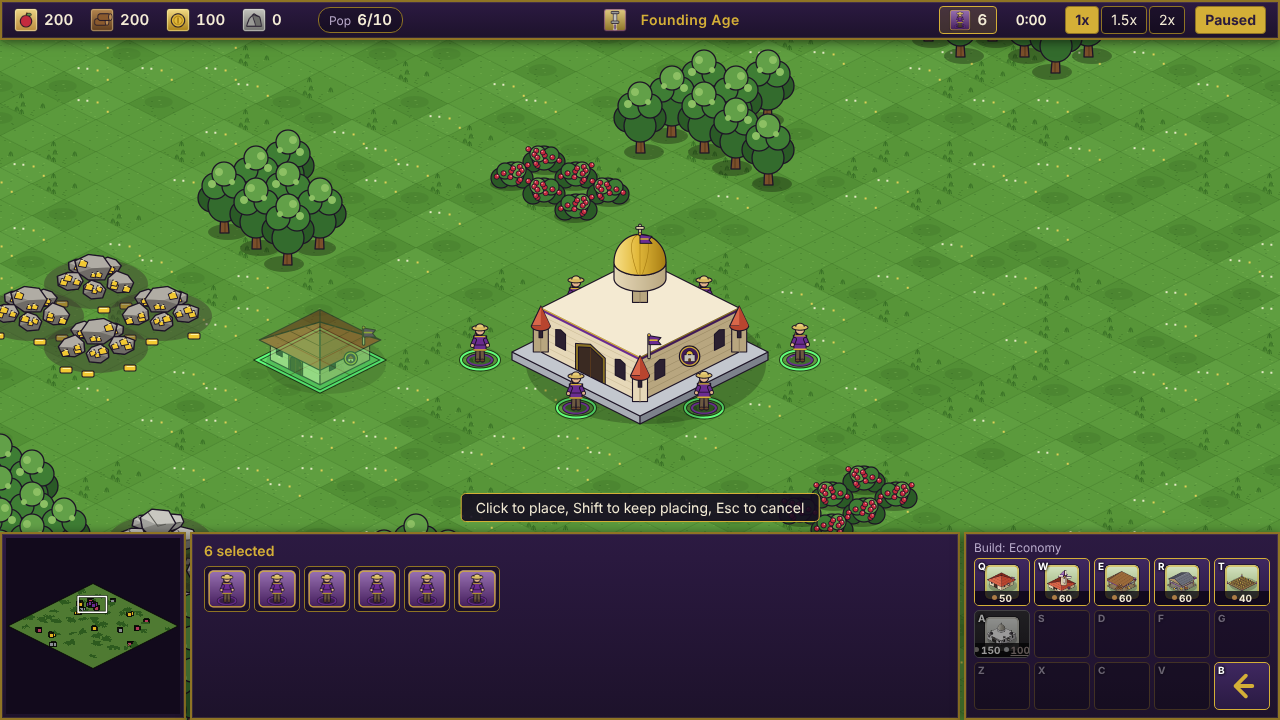 200
200
100
0
Pop 6/10
Founding Age
6
0:00
1x
1.5x
2x
Paused
Click to place, Shift to keep placing, Esc to cancel
6 selected
Build: Economy
Q 50
W 60
E 60
R 60
T 40
A 150 100
S
D
F
G
Z
X
C
V
B